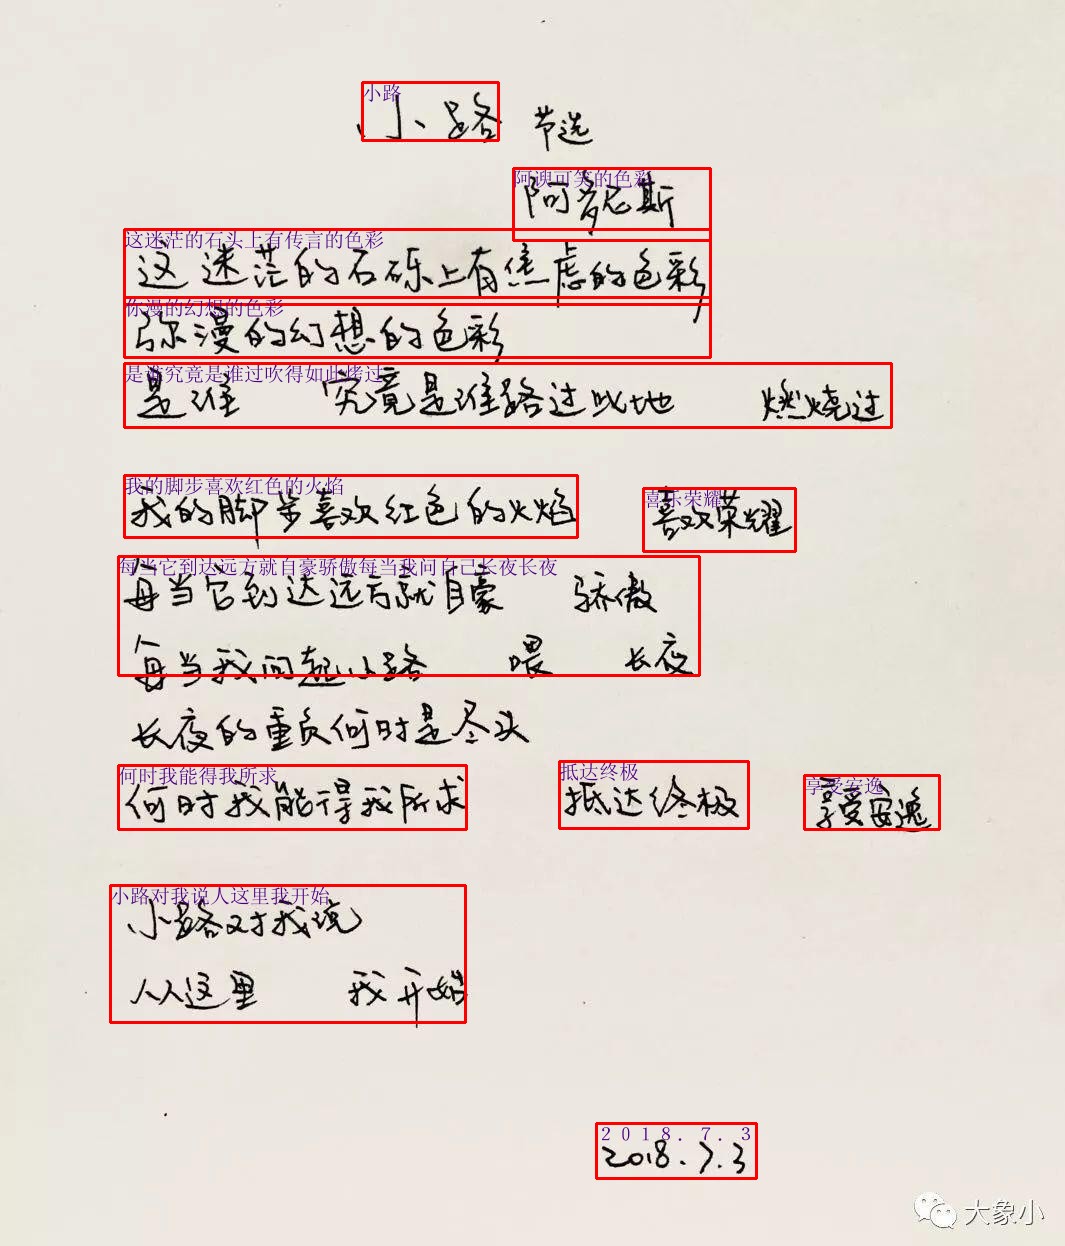 小路
小路 节选
阿谀可笑的色彩
阿多尼斯
这迷茫的石头上有传言的色彩
这迷茫的石砾上有焦虑的色彩
你漫的幻想的色彩
弥漫的幻想的色彩
是谁究竟是谁过吹得如此烤过
是谁 究竟是谁路过此地 燃烧过
我的脚步喜欢红色的火焰 喜乐荣耀
我的脚步喜欢红色的火焰 喜欢荣耀
每当它到达远方就自豪骄傲每当我问自己长夜长夜
每当它到达远方就自豪 骄傲
每当我问起小路 喂 长夜
长夜的重负何时是尽头
何时我能得我所求 抵达终极 享受安逸
何时我能得我所求 抵达终极 享受安逸
小路对我说人这里我开始
小路对我说
从这里 我开始
2018.7.3
2018.7.3
大象小